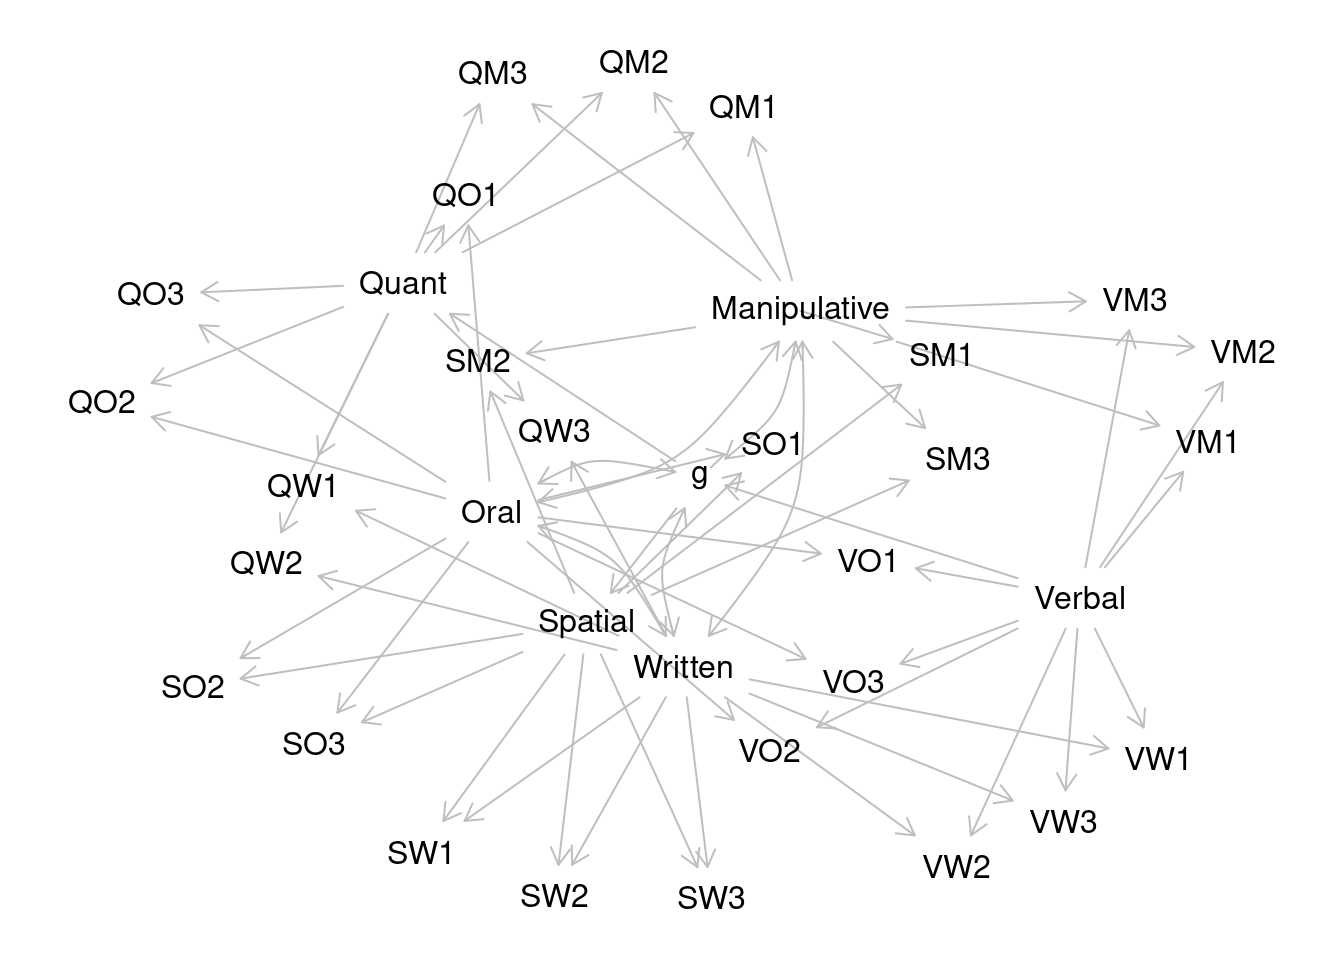 QM3
QM2
QM1
QO1
Quant
QO3
Manipulative
VM3
SM2
SM1
VM2
QO2
QW3
SO1
VM1
SM3
g
QW1
Oral
QW2
VO1
Verbal
Spatial
Written
SO2
VO3
SO3
VO2
VW1
VW3
SW1
VW2
SW2
SW3